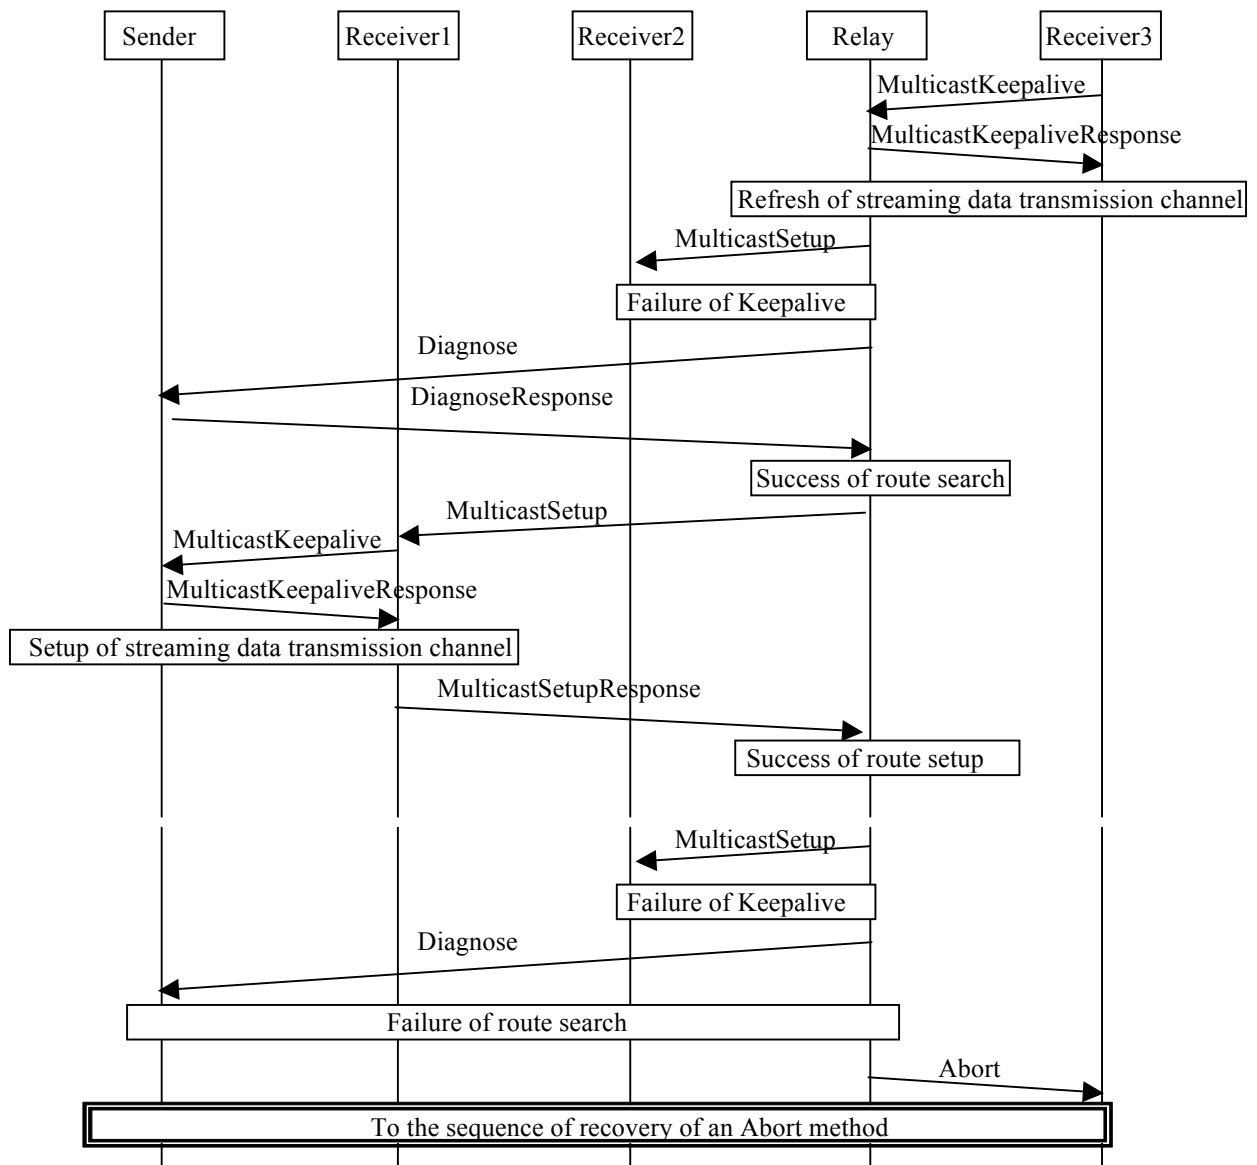 Sender
Receiver1
Receiver2
Relay
Receiver3
MulticastKeepalive
MulticastKeepaliveResponse
Refresh of streaming data transmission channel
MulticastSetup
Failure of Keepalive
Diagnose
DiagnoseResponse
Success of route search
MulticastSetup
MulticastKeepalive
MulticastKeepaliveResponse
Setup of streaming data transmission channel
MulticastSetupResponse
Success of route setup
MulticastSetup
Failure of Keepalive
Diagnose
Failure of route search
Abort
To the sequence of recovery of an Abort method